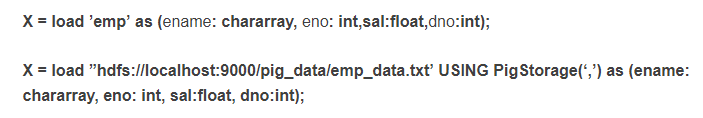 X = load ’emp’ as (ename: chararray, eno: int,sal:float,dno:int);
X = load ”hdfs://localhost:9000/pig_data/emp_data.txt’ USING PigStorage(‘,’) as (ename:
chararray, eno: int, sal:float, dno:int);